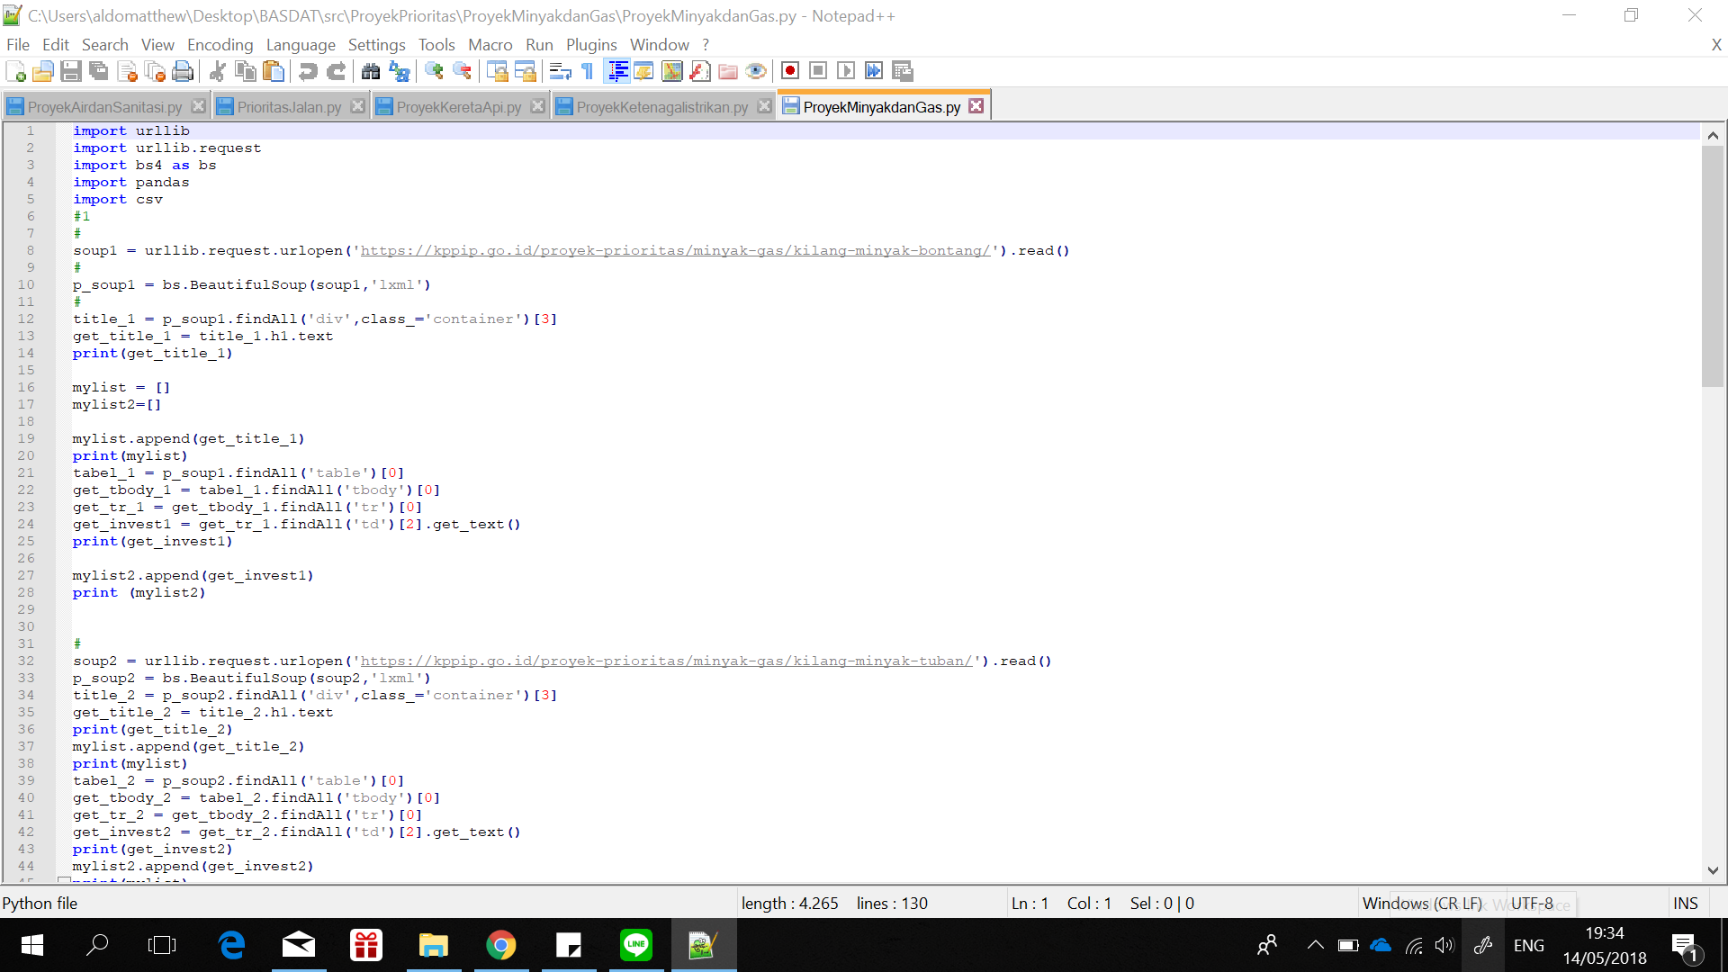 C:\Users\aldomatthew\Desktop\BASDAT\src\ProyekPrioritas\ProyekMinyakdanGas\ProyekMinyakdanGas.py - Notepad++
File Edit Search View Encoding Language Settings Tools Macro Run Plugins Window ? X
ProyekAirdanSanitasi.py PrioritasJalan.py ProyekKeretaApi.py ProyekKetenagalistrikan.py ProyekMinyakdanGas.py
1 import urllib
2 import urllib.request
3 import bs4 as bs
4 import pandas
5 import csv
6 #1
7 #
8 soup1 = urllib.request.urlopen('https://kppip.go.id/proyek-prioritas/minyak-gas/kilang-minyak-bontang/').read()
9 #
10 p_soup1 = bs.BeautifulSoup(soup1,'lxml')
11 #
12 title_1 = p_soup1.findAll('div',class_='container')[3]
13 get_title_1 = title_1.h1.text
14 print(get_title_1)
15
16 mylist = []
17 mylist2=[]
18
19 mylist.append(get_title_1)
20 print(mylist)
21 tabel_1 = p_soup1.findAll('table')[0]
22 get_tbody_1 = tabel_1.findAll('tbody')[0]
23 get_tr_1 = get_tbody_1.findAll('tr')[0]
24 get_invest1 = get_tr_1.findAll('td')[2].get_text()
25 print(get_invest1)
26
27 mylist2.append(get_invest1)
28 print (mylist2)
29
30
31 #
32 soup2 = urllib.request.urlopen('https://kppip.go.id/proyek-prioritas/minyak-gas/kilang-minyak-tuban/').read()
33 p_soup2 = bs.BeautifulSoup(soup2,'lxml')
34 title_2 = p_soup2.findAll('div',class_='container')[3]
35 get_title_2 = title_2.h1.text
36 print(get_title_2)
37 mylist.append(get_title_2)
38 print(mylist)
39 tabel_2 = p_soup2.findAll('table')[0]
40 get_tbody_2 = tabel_2.findAll('tbody')[0]
41 get_tr_2 = get_tbody_2.findAll('tr')[0]
42 get_invest2 = get_tr_2.findAll('td')[2].get_text()
43 print(get_invest2)
44 mylist2.append(get_invest2)
Python file length : 4.265 lines : 130 Ln : 1 Col : 1 Sel : 0 | 0 Windows (CR LF) UTF-8 INS
LINE ENG 19:34 1
14/05/2018